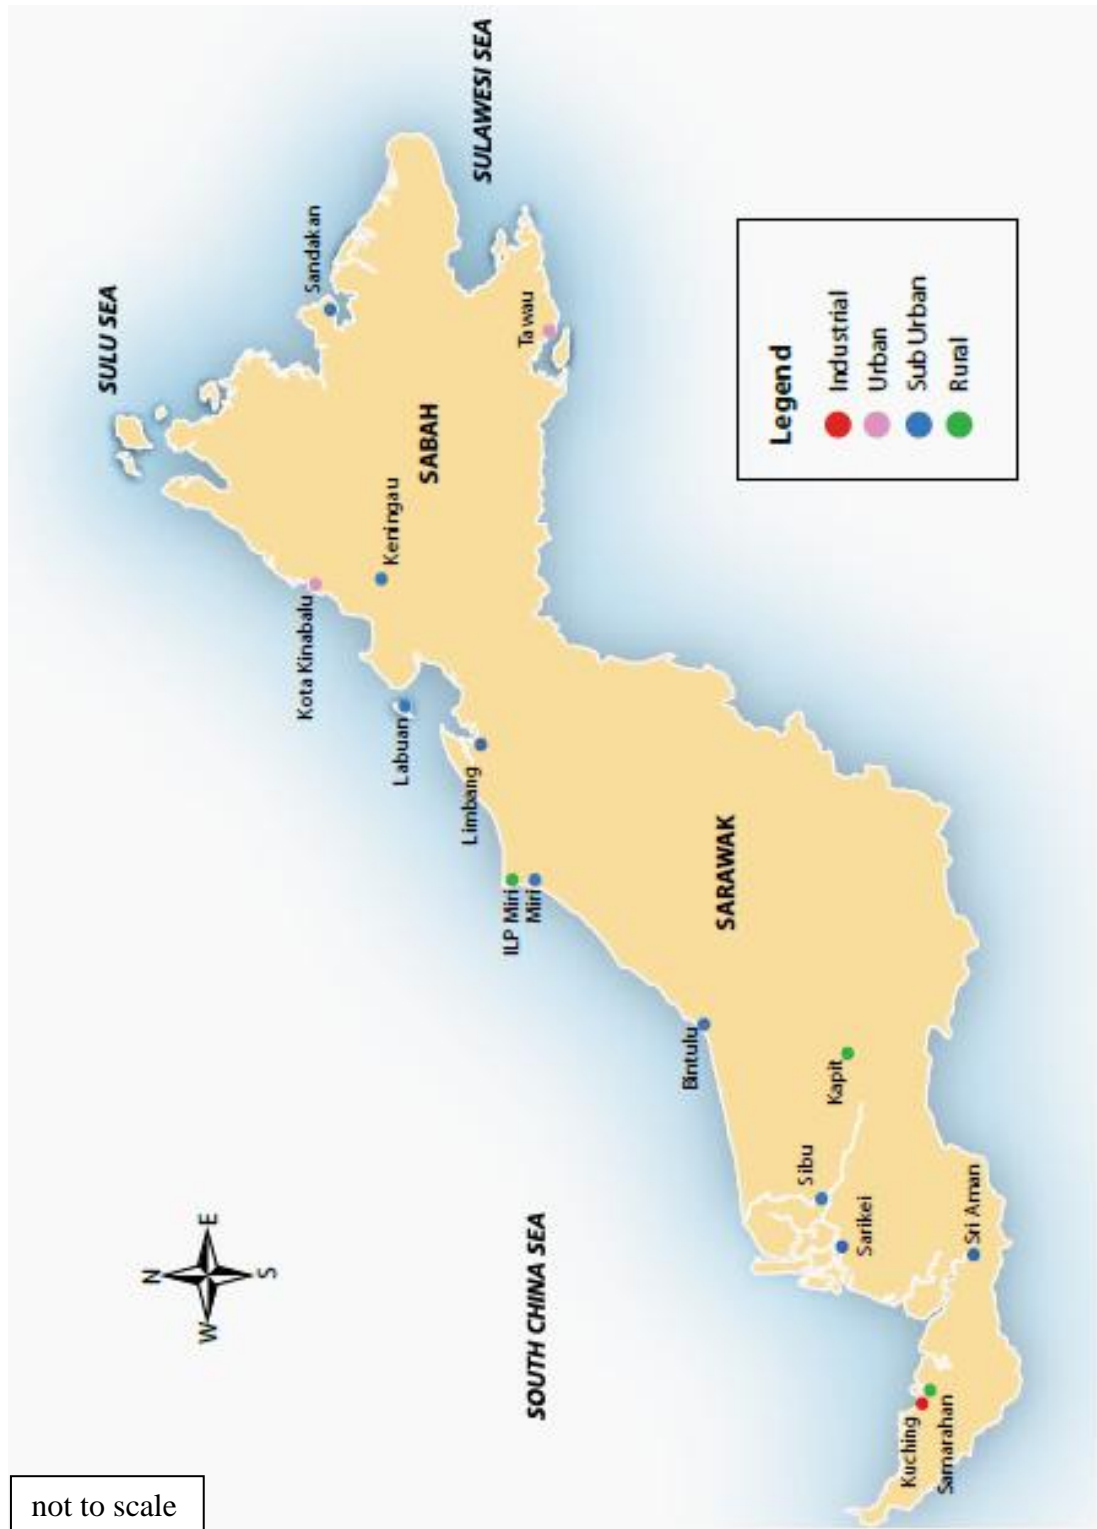 SULU SEA
SULAWESI SEA
Sandakan
Tawau
SABAH
Keningau
Kota Kinabalu
Labuan
Limbang
ILP Miri
Miri
SARAWAK
Bintulu
Kapit
Sibu
Sarikei
Sri Aman
Kuching
Samarahan
SOUTH CHINA SEA
N
W
E
S
Legend
Industrial
Urban
Sub Urban
Rural
not to scale